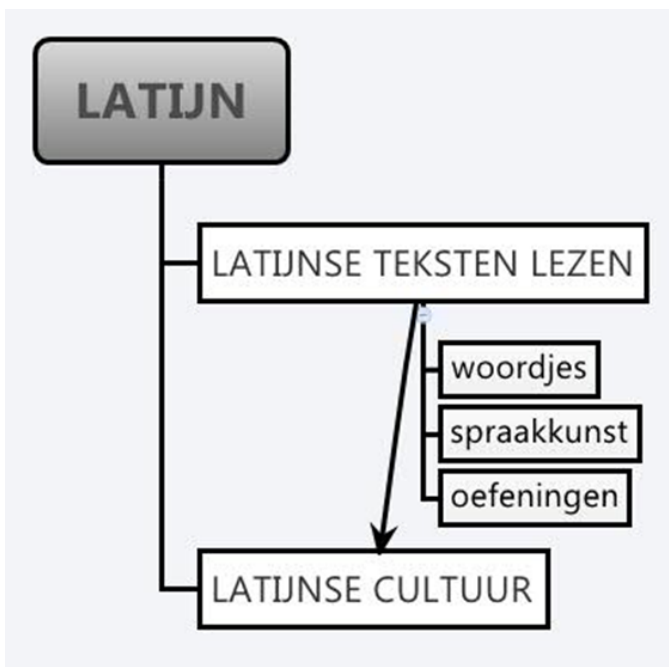 LATIJN
LATIJNSE TEKSTEN LEZEN
woordjes
spraakkunst
oefeningen
LATIJNSE CULTUUR